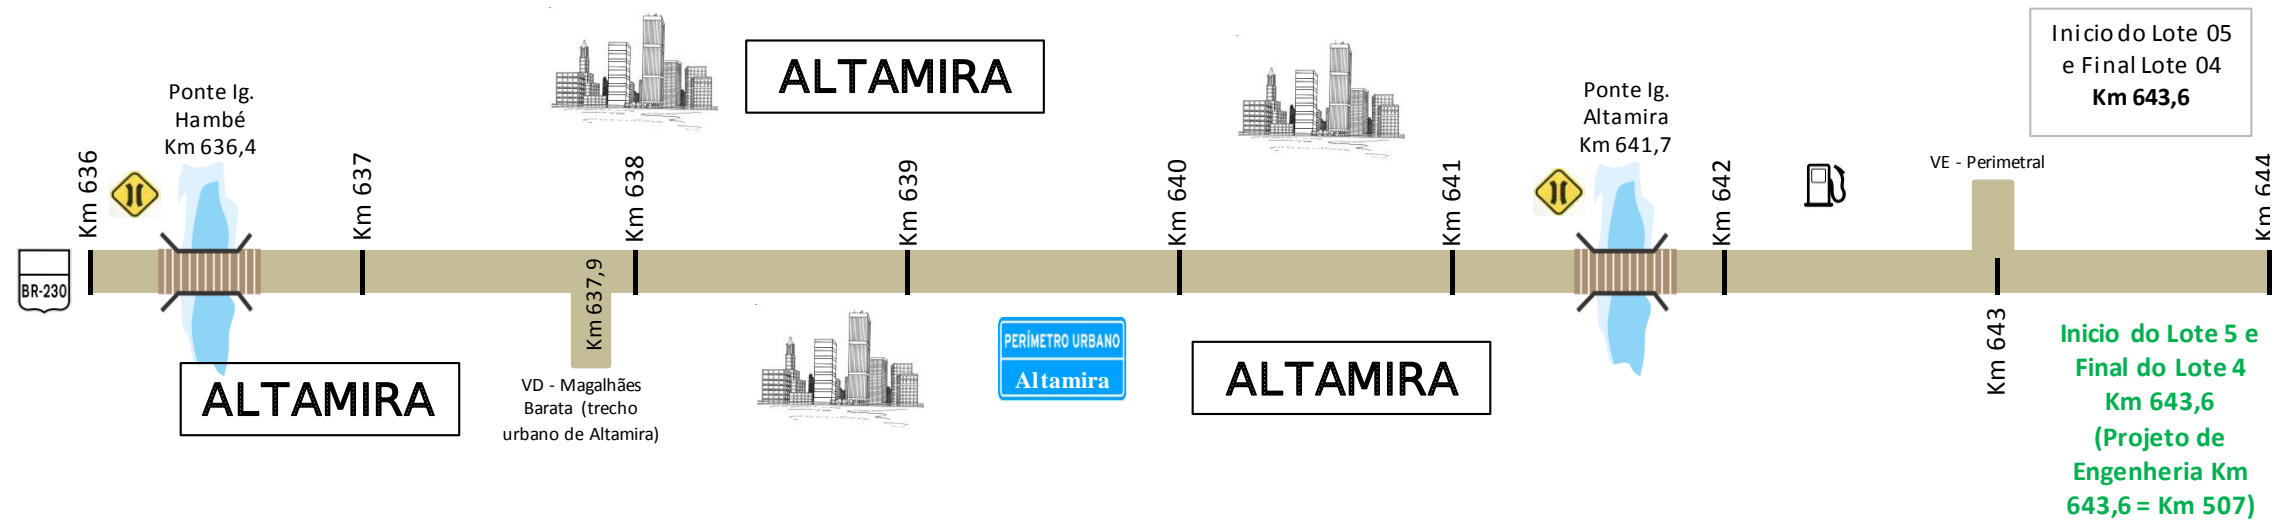 ALTAMIRA
Inicio do Lote 05
e Final Lote 04
Km 643,6
Ponte Ig.
Hambé
Km 636,4
Ponte Ig.
Altamira
Km 641,7
VE - Perimetral
Km 636
Km 637
Km 638
Km 639
Km 640
Km 641
Km 642
Km 644
BR-230
Km 637,9
Km 643
ALTAMIRA
VD - Magalhães
Barata (trecho
urbano de Altamira)
PERÍMETRO URBANO
Altamira
ALTAMIRA
Inicio do Lote 5 e
Final do Lote 4
Km 643,6
(Projeto de
Engenheria Km
643,6 = Km 507)